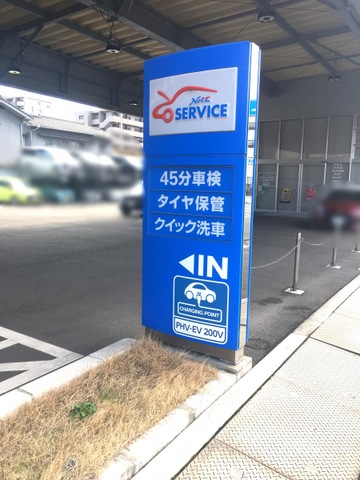 Netz
SERVICE
45分車検
タイヤ保管
クイック洗車
◀IN
CHARGING POINT
PHV・EV 200V